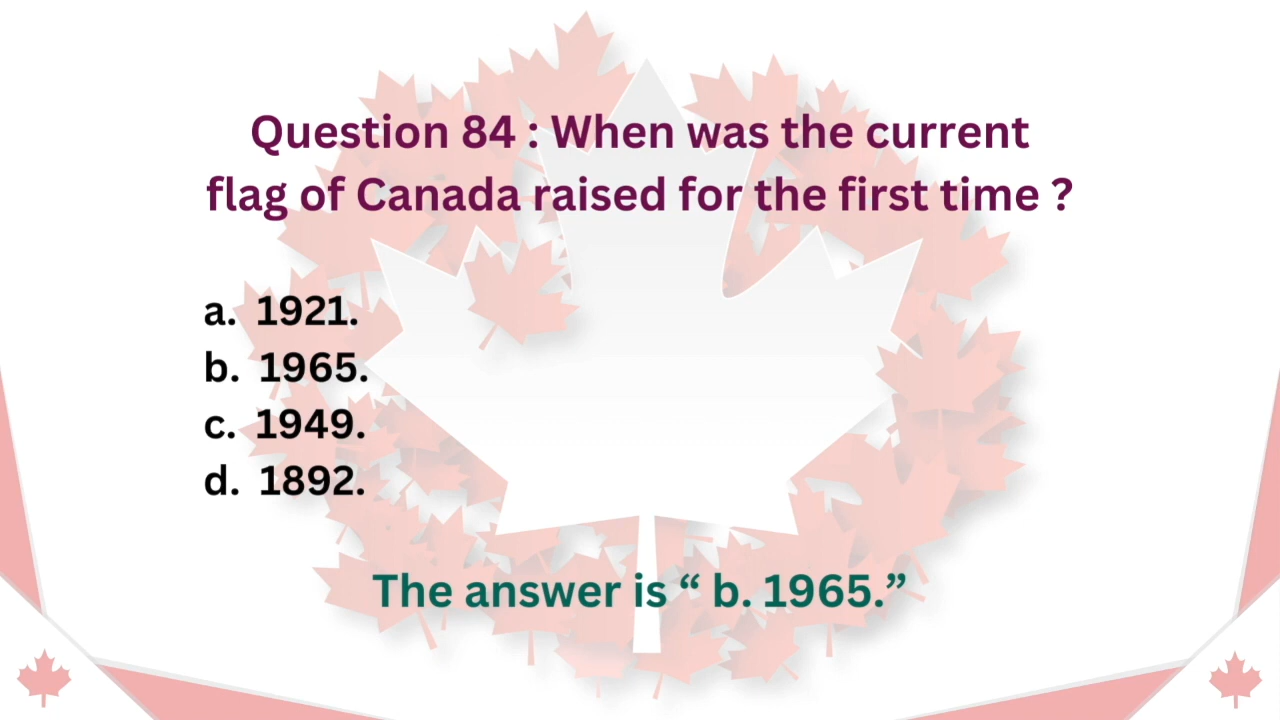 Question 84 : When was the current
flag of Canada raised for the first time ?
a. 1921.
b. 1965.
c. 1949.
d. 1892.
The answer is “ b. 1965.”